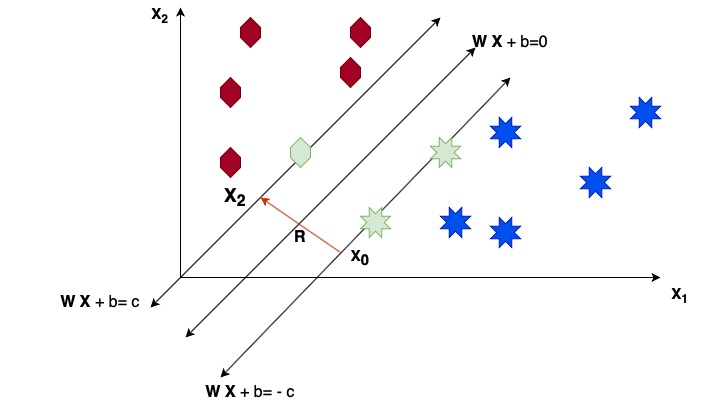 X2
W X + b=0
X2
R
x0
X1
W X + b= c
W X + b= - c